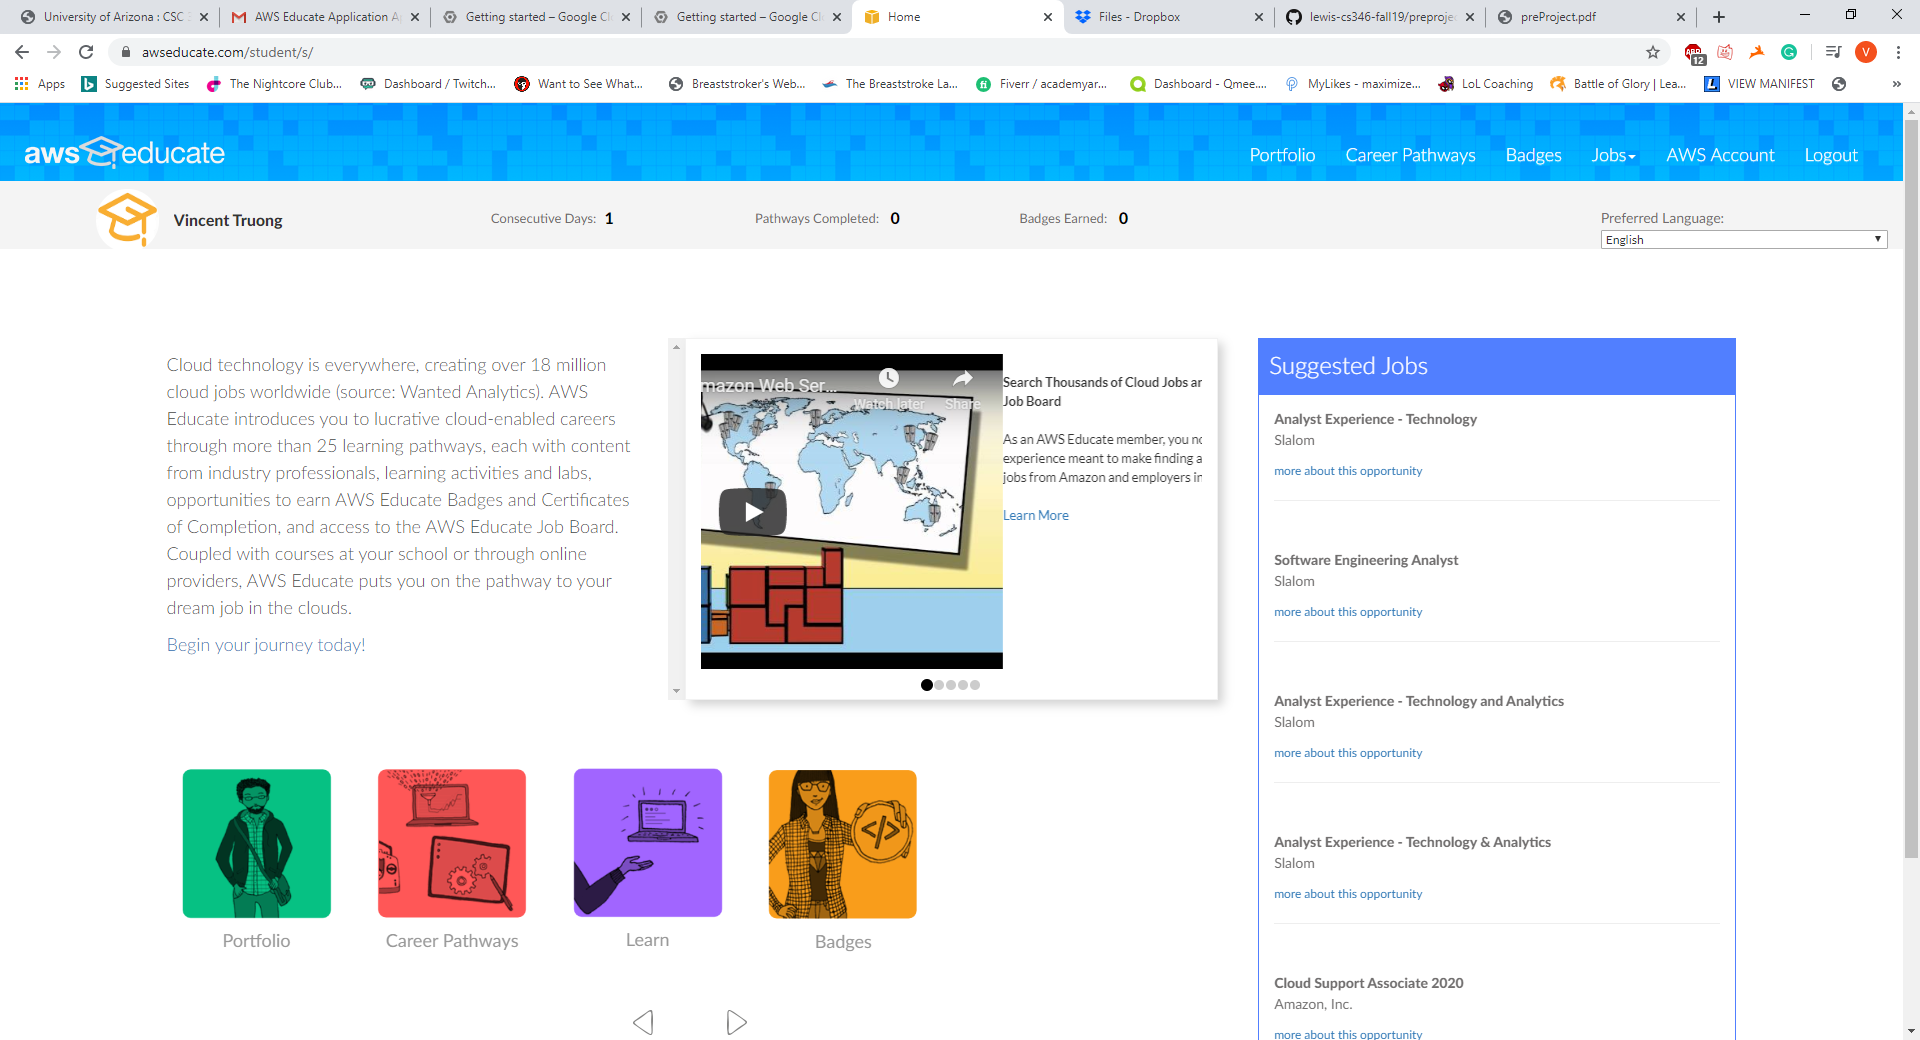 University of Arizona : CSC
AWS Educate Application A
Getting started – Google Cl
Getting started – Google Cl
Home
Files - Dropbox
lewis-cs346-fall19/preproje
preProject.pdf
awseducate.com/student/s/
ABP
12
V
Apps
Suggested Sites
The Nightcore Club...
Dashboard / Twitch...
Want to See What...
Breaststroker's Web...
The Breaststroke La...
Fiverr / academyar...
Dashboard - Qmee....
MyLikes - maximize...
LoL Coaching
Battle of Glory | Lea...
VIEW MANIFEST
»
aws educate
Portfolio
Career Pathways
Badges
Jobs
AWS Account
Logout
Vincent Truong
Consecutive Days: 1
Pathways Completed: 0
Badges Earned: 0
Preferred Language:
English
Cloud technology is everywhere, creating over 18 million
cloud jobs worldwide (source: Wanted Analytics). AWS
Educate introduces you to lucrative cloud-enabled careers
through more than 25 learning pathways, each with content
from industry professionals, learning activities and labs,
opportunities to earn AWS Educate Badges and Certificates
of Completion, and access to the AWS Educate Job Board.
Coupled with courses at your school or through online
providers, AWS Educate puts you on the pathway to your
dream job in the clouds.
Begin your journey today!
mazon Web Ser...
Watch later
Share
Search Thousands of Cloud Jobs ar
Job Board
As an AWS Educate member, you no
experience meant to make finding a
jobs from Amazon and employers in
Learn More
Suggested Jobs
Analyst Experience - Technology
Slalom
more about this opportunity
Software Engineering Analyst
Slalom
more about this opportunity
Analyst Experience - Technology and Analytics
Slalom
more about this opportunity
Analyst Experience - Technology & Analytics
Slalom
more about this opportunity
Cloud Support Associate 2020
Amazon, Inc.
more about this opportunity
</>
Portfolio
Career Pathways
Learn
Badges